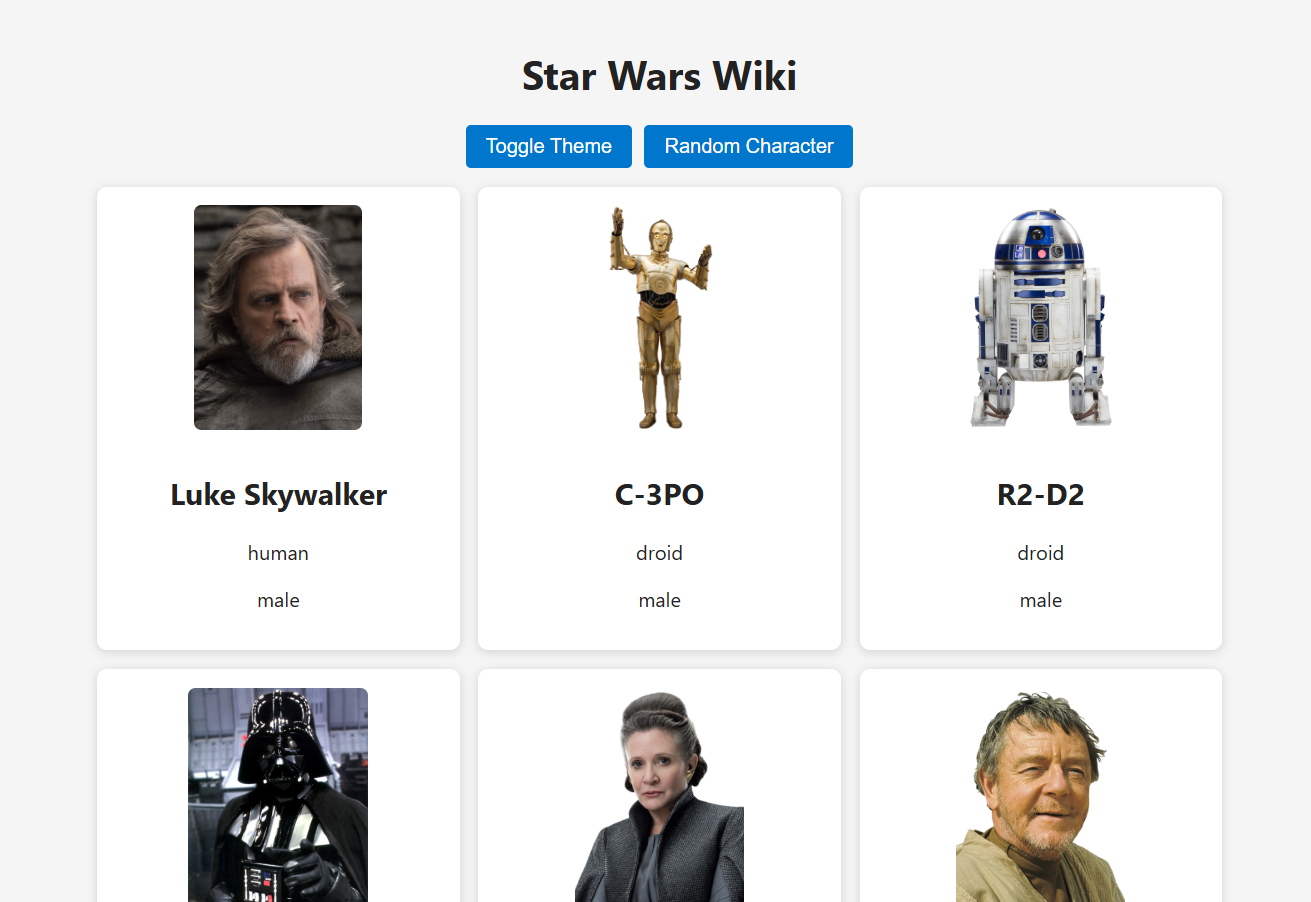 Star Wars Wiki
Toggle Theme
Random Character
Luke Skywalker
human
male
C-3PO
droid
male
R2-D2
droid
male